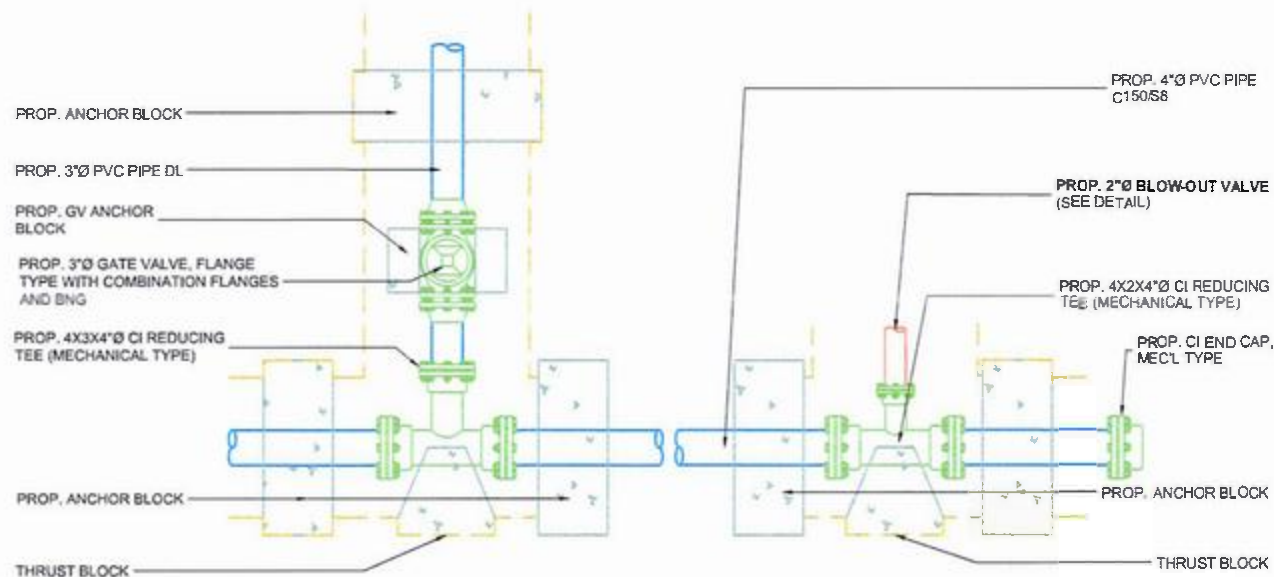 PROP. ANCHOR BLOCK
PROP. 3"Ø PVC PIPE DL
PROP. GV ANCHOR
BLOCK
PROP. 3"Ø GATE VALVE, FLANGE
TYPE WITH COMBINATION FLANGES
AND BNG
PROP. 4X3X4"Ø CI REDUCING
TEE (MECHANICAL TYPE)
PROP. ANCHOR BLOCK
THRUST BLOCK
PROP. 4"Ø PVC PIPE
C150/S8
PROP. 2"Ø BLOW-OUT VALVE
(SEE DETAIL)
PROP. 4X2X4"Ø CI REDUCING
TEE (MECHANICAL TYPE)
PROP. CI END CAP,
MEC'L TYPE
PROP. ANCHOR BLOCK
THRUST BLOCK